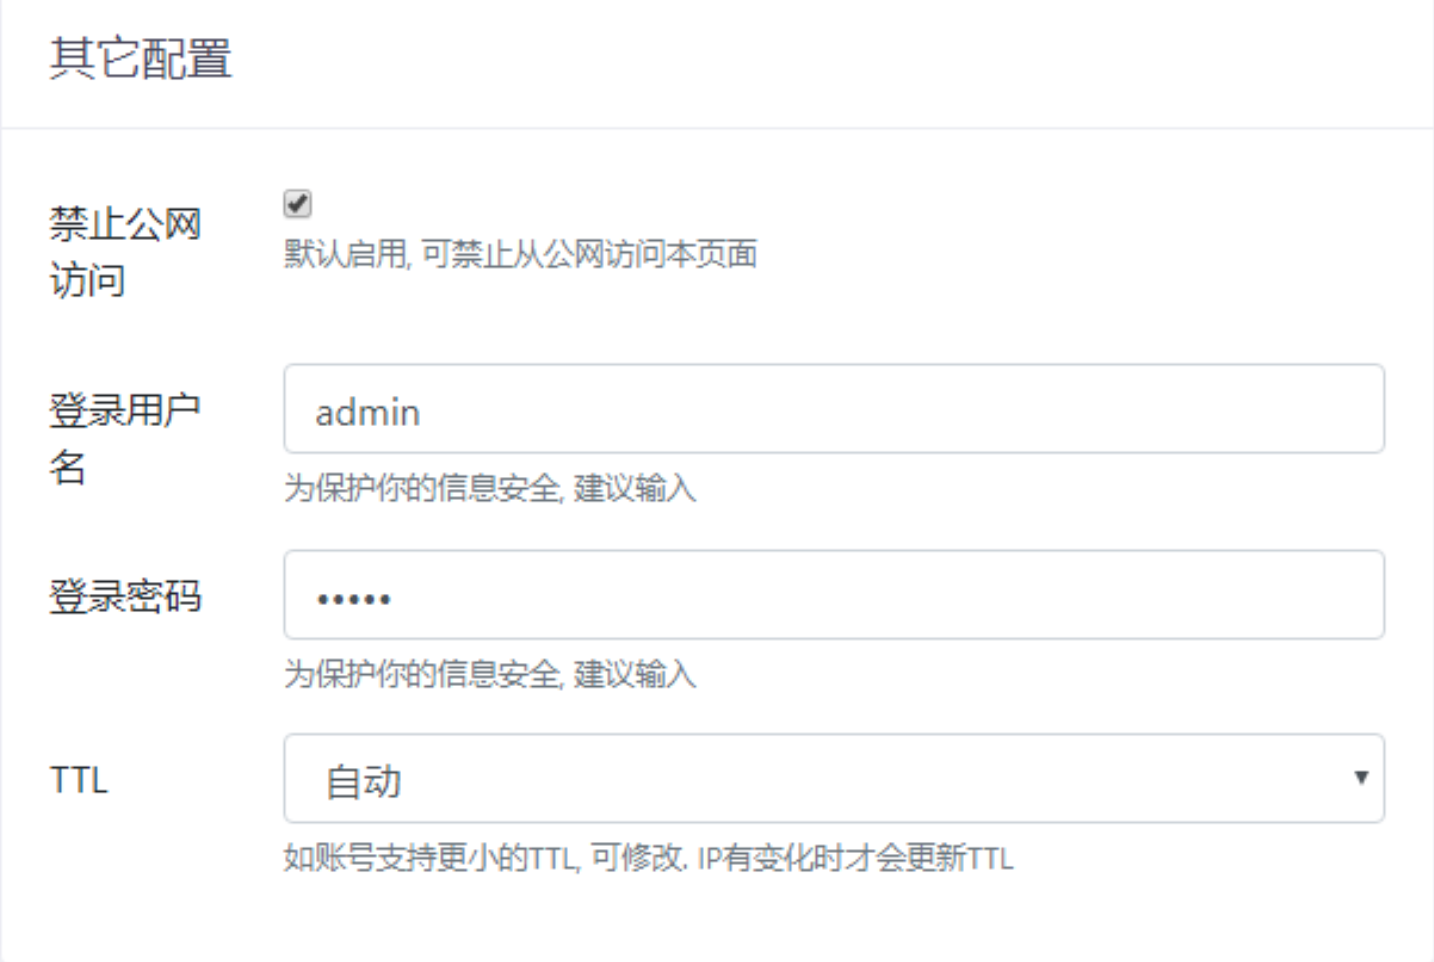 其它配置
禁止公网
访问
默认启用, 可禁止从公网访问本页面
登录用户
名
admin
为保护你的信息安全, 建议输入
登录密码
•••••
为保护你的信息安全, 建议输入
TTL
自动
如账号支持更小的TTL, 可修改. IP有变化时才会更新TTL